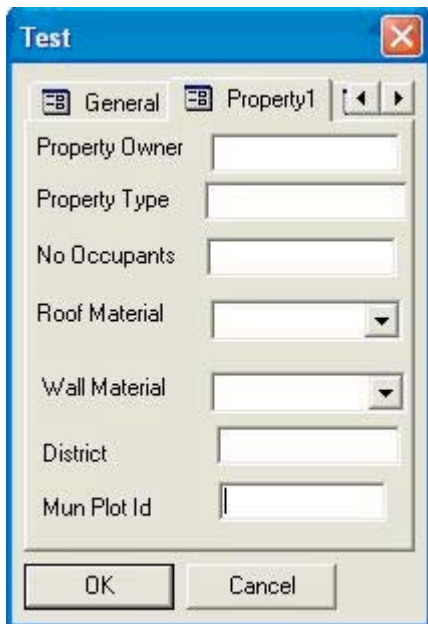 Test
General Property1
Property Owner
Property Type
No Occupants
Roof Material
Wall Material
District
Mun Plot Id
OK Cancel